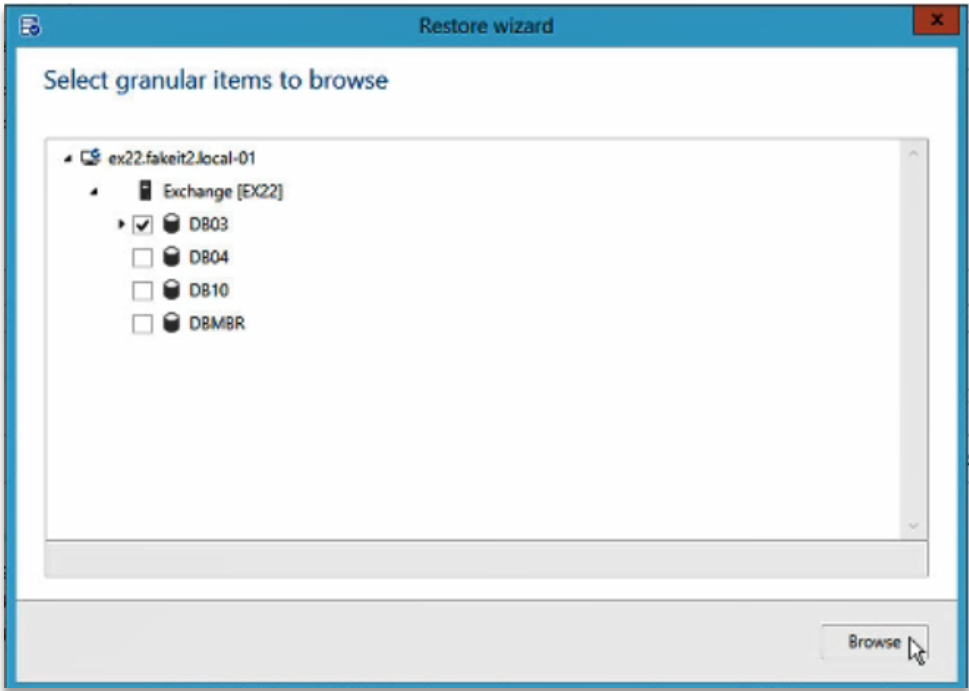 Restore wizard
x
Select granular items to browse
ex22.fakeit2.local-01
Exchange [EX22]
DB03
DB04
DB10
DBMBR
Browse